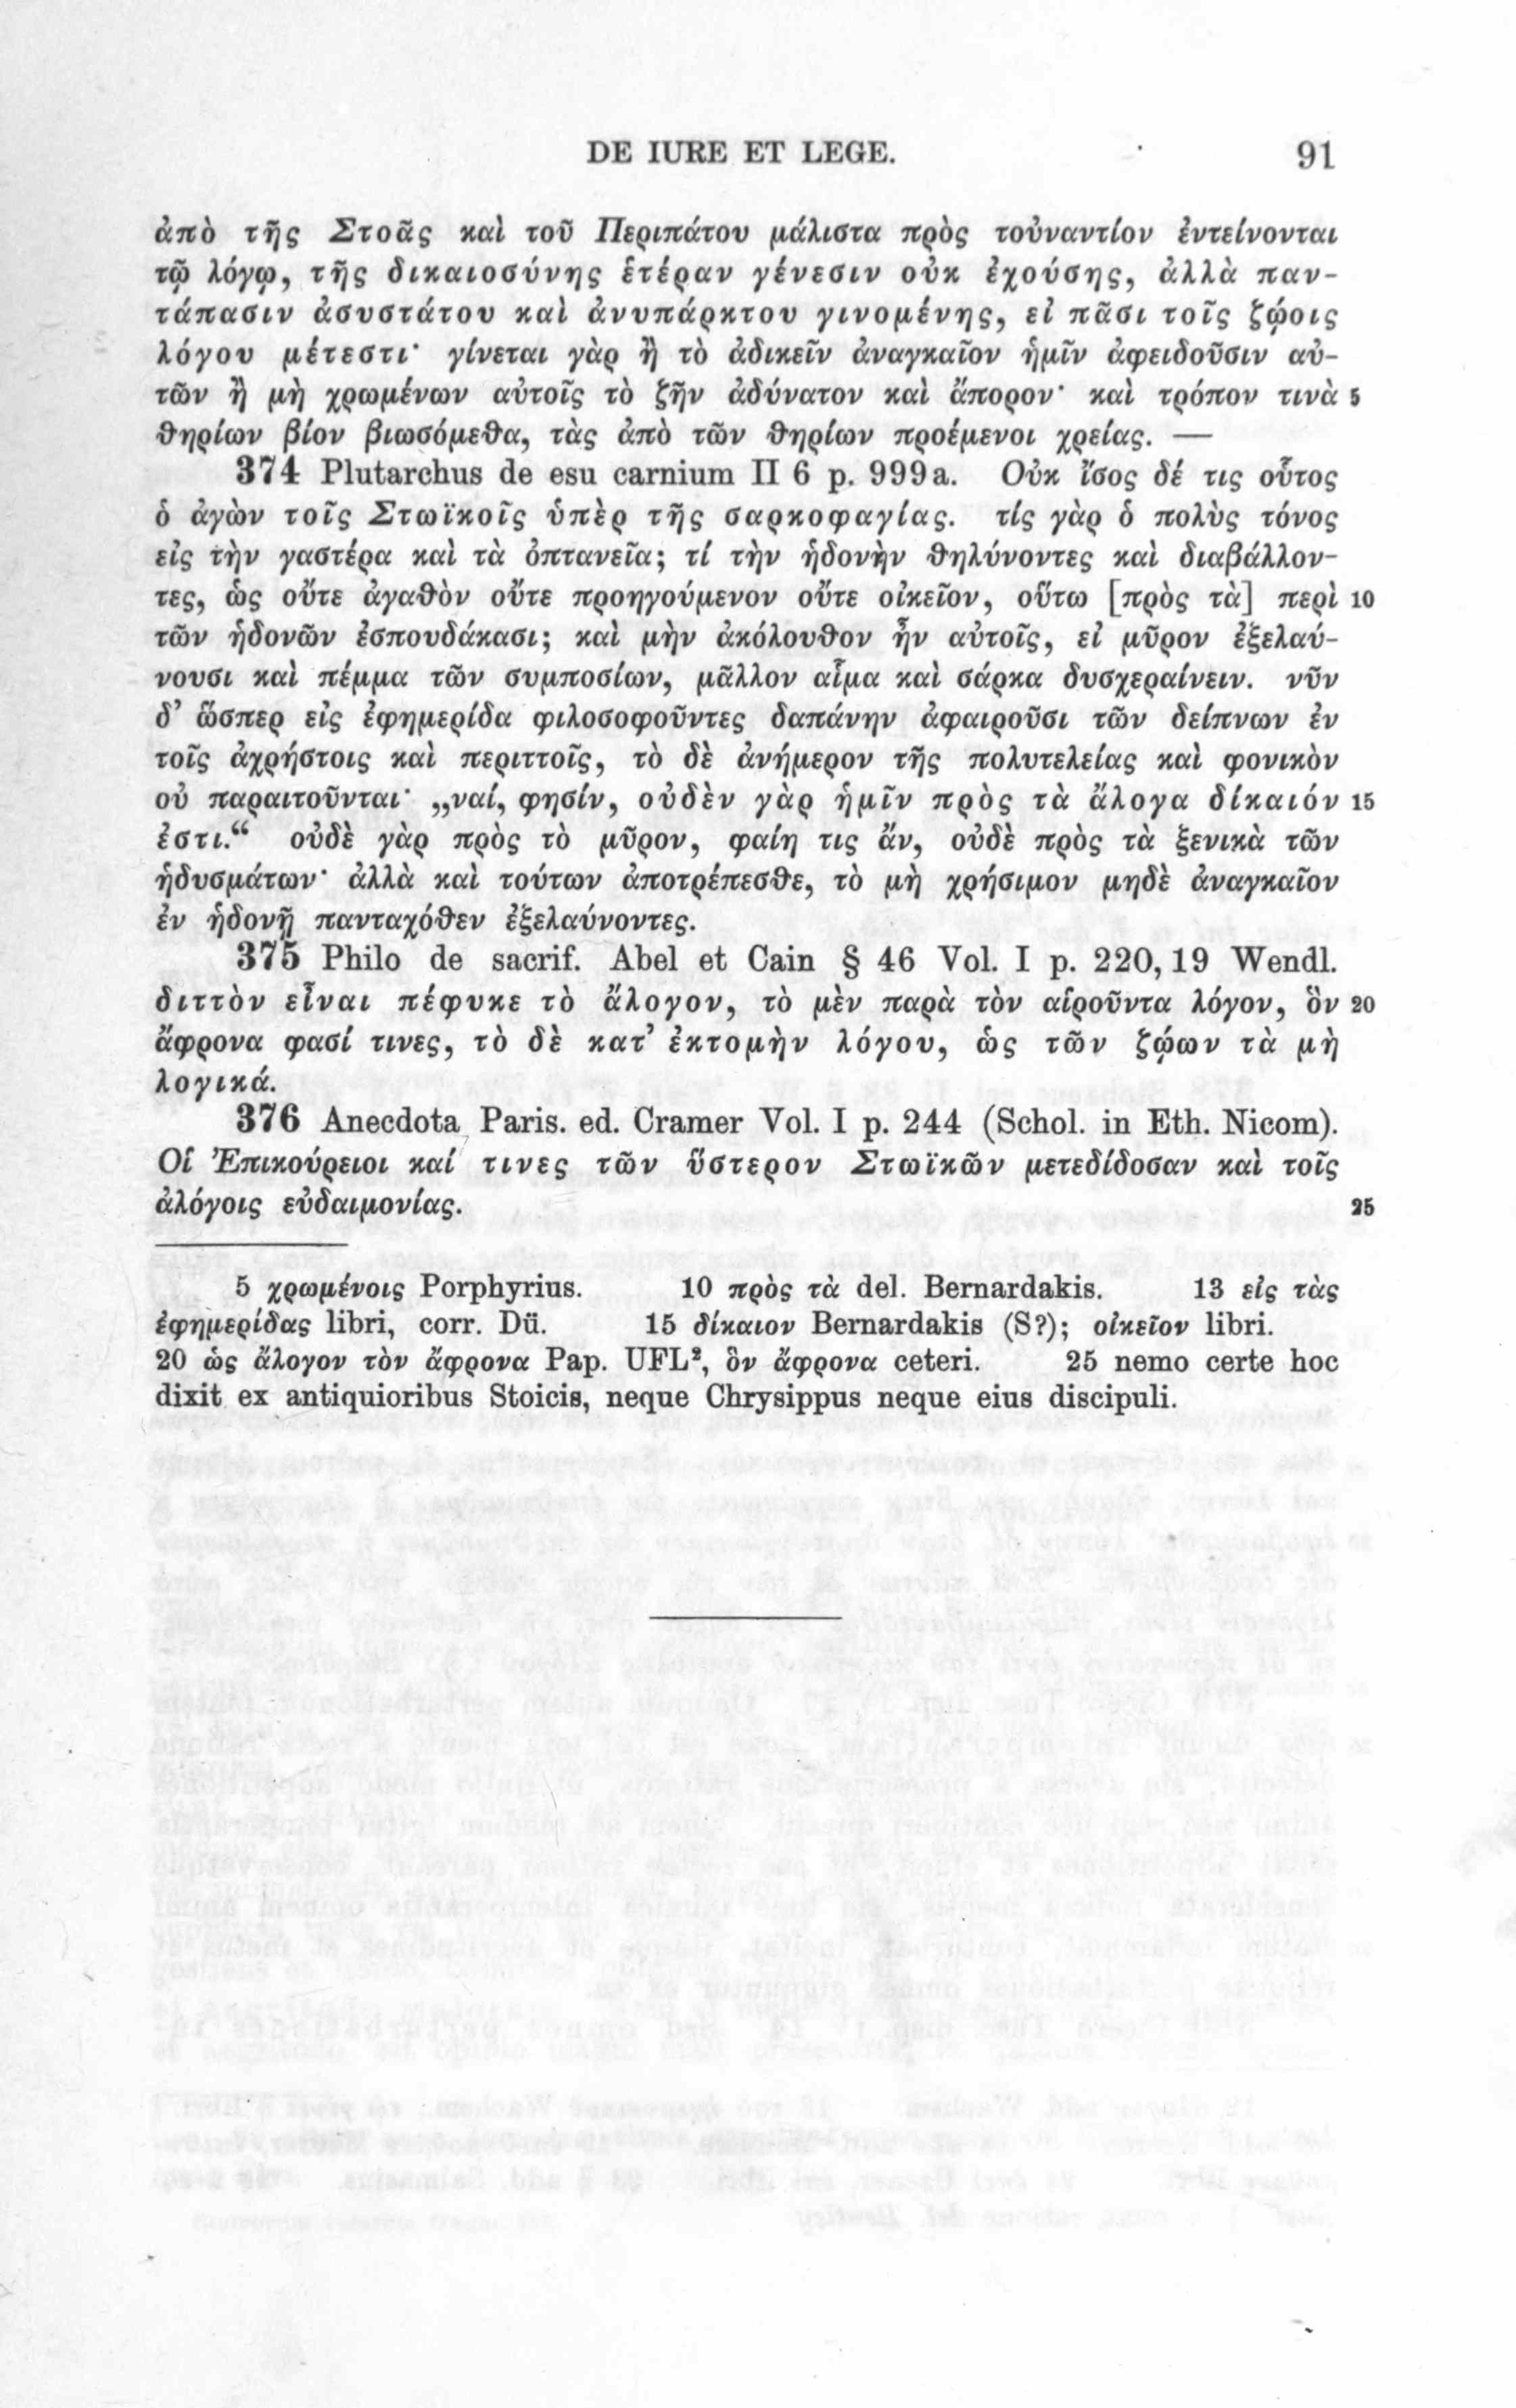 DE IURE ET LEGE. 91
ἀπὸ τῆς Στοᾶς καὶ τοῦ Περιπάτου μάλιστα πρὸς τοὐναντίον ἐντείνονται
τῷ λόγῳ, τῆς δικαιοσύνης ἑτέραν γένεσιν οὐκ ἐχούσης, ἀλλὰ παν-
τάπασιν ἀσυστάτου καὶ ἀνυπάρκτου γινομένης, εἰ πᾶσι τοῖς ζῴοις
λόγου μέτεστι· γίνεται γὰρ ἢ τὸ ἀδικεῖν ἀναγκαῖον ἡμῖν ἀφειδοῦσιν αὐ-
τῶν ἢ μὴ χρωμένων αὐτοῖς τὸ ζῆν ἀδύνατον καὶ ἄπορον· καὶ τρόπον τινὰ 5
θηρίων βίον βιωσόμεθα, τὰς ἀπὸ τῶν θηρίων προέμενοι χρείας. —
374 Plutarchus de esu carnium II 6 p. 999a. Οὐκ ἴσος δέ τις οὗτος
ὁ ἀγὼν τοῖς Στωϊκοῖς ὑπὲρ τῆς σαρκοφαγίας. τίς γὰρ ὁ πολὺς τόνος
εἰς τὴν γαστέρα καὶ τὰ ὀπτανεῖα; τί τὴν ἡδονὴν θηλύνοντες καὶ διαβάλλον-
τες, ὡς οὔτε ἀγαθὸν οὔτε προηγούμενον οὔτε οἰκεῖον, οὕτω [πρὸς τὰ] περὶ 10
τῶν ἡδονῶν ἐσπουδάκασι; καὶ μὴν ἀκόλουθον ἦν αὐτοῖς, εἰ μῦρον ἐξελαύ-
νουσι καὶ πέμμα τῶν συμποσίων, μᾶλλον αἷμα καὶ σάρκα δυσχεραίνειν. νῦν
δ’ ὥσπερ εἰς ἐφημερίδα φιλοσοφοῦντες δαπάνην ἀφαιροῦσι τῶν δείπνων ἐν
τοῖς ἀχρήστοις καὶ περιττοῖς, τὸ δὲ ἀνήμερον τῆς πολυτελείας καὶ φονικὸν
οὐ παραιτοῦνται· „ναί, φησίν, οὐδὲν γὰρ ἡμῖν πρὸς τὰ ἄλογα δίκαιόν 15
ἐστι.“ οὐδὲ γὰρ πρὸς τὸ μῦρον, φαίη τις ἄν, οὐδὲ πρὸς τὰ ξενικὰ τῶν
ἡδυσμάτων· ἀλλὰ καὶ τούτων ἀποτρέπεσθε, τὸ μὴ χρήσιμον μηδὲ ἀναγκαῖον
ἐν ἡδονῇ πανταχόθεν ἐξελαύνοντες.
375 Philo de sacrif. Abel et Cain § 46 Vol. I p. 220,19 Wendl.
διττὸν εἶναι πέφυκε τὸ ἄλογον, τὸ μὲν παρὰ τὸν αἱροῦντα λόγον, ὃν 20
ἄφρονα φασί τινες, τὸ δὲ κατ’ ἐκτομὴν λόγου, ὡς τῶν ζῴων τὰ μὴ
λογικά.
376 Anecdota Paris. ed. Cramer Vol. I p. 244 (Schol. in Eth. Nicom).
Οἱ Ἐπικούρειοι καί τινες τῶν ὕστερον Στωϊκῶν μετεδίδοσαν καὶ τοῖς
ἀλόγοις εὐδαιμονίας. 25
5 χρωμένοις Porphyrius. 10 πρὸς τὰ del. Bernardakis. 13 εἰς τὰς
ἐφημερίδας libri, corr. Dü. 15 δίκαιον Bernardakis (S?); οἰκεῖον libri.
20 ὡς ἄλογον τὸν ἄφρονα Pap. UFL², ὃν ἄφρονα ceteri. 25 nemo certe hoc
dixit ex antiquioribus Stoicis, neque Chrysippus neque eius discipuli.